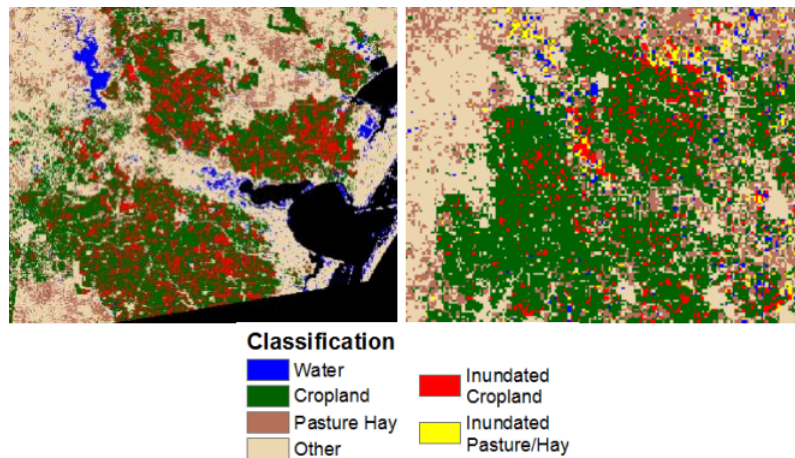 Classification
Water
Cropland
Pasture Hay
Other
Inundated
Cropland
Inundated
Pasture/Hay